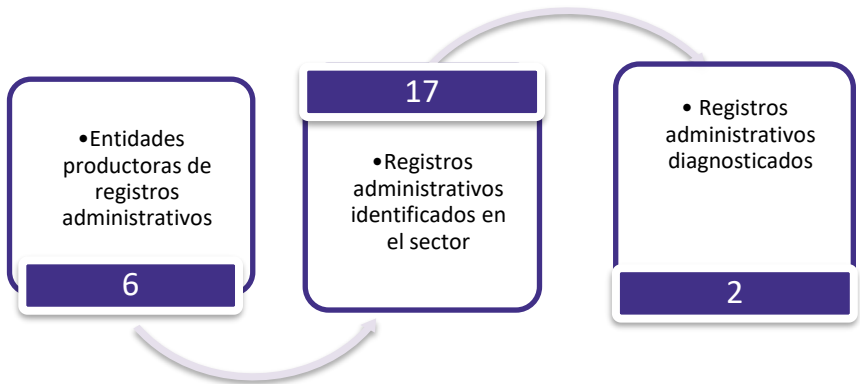 •Entidades
productoras de
registros
administrativos
6
17
•Registros
administrativos
identificados en
el sector
• Registros
administrativos
diagnosticados
2